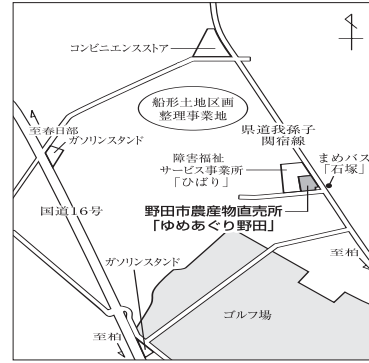 コンビニエンスストア
船形土地区画
整理事業地
至春日部
ガソリンスタンド
県道我孫子
関宿線
障害福祉
サービス事業所
「ひばり」
まめバス
「石塚」
国道16号
野田市農産物直売所
「ゆめあぐり野田」
ガソリンスタンド
至柏
ゴルフ場
至柏